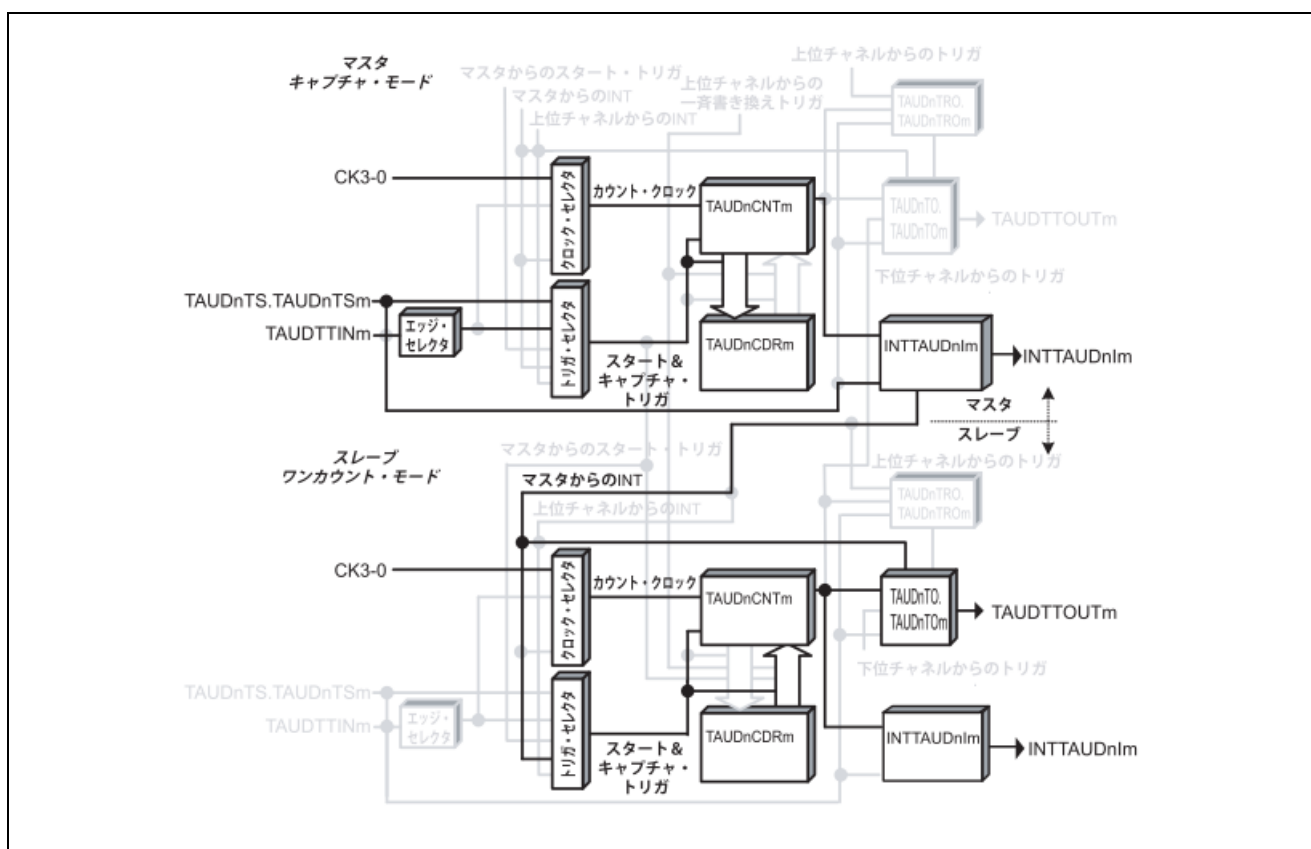 マスタ
キャプチャ・モード
上位チャネルからのトリガ
マスタからのスタート・トリガ
上位チャネルからの
一斉書き換えトリガ
マスタからのINT
上位チャネルからのINT
TAUDnTRO.
TAUDnTROm
CK3-0
クロック・セレクタ
カウント・クロック
TAUDnCNTm
TAUDnTO.
TAUDnTOm
TAUDTTOUTm
下位チャネルからのトリガ
TAUDnTS.TAUDnTSm
TAUDTTINm
エッジ・
セレクタ
トリガ・セレクタ
スタート&
キャプチャ・
トリガ
TAUDnCDRm
INTTAUDnIm
INTTAUDnIm
マスタ
スレーブ
スレーブ
ワンカウント・モード
マスタからのスタート・トリガ
マスタからのINT
上位チャネルからのINT
上位チャネルからのトリガ
TAUDnTRO.
TAUDnTROm
CK3-0
クロック・セレクタ
カウント・クロック
TAUDnCNTm
TAUDnTO.
TAUDnTOm
TAUDTTOUTm
下位チャネルからのトリガ
TAUDnTS.TAUDnTSm
TAUDTTINm
エッジ・
セレクタ
トリガ・セレクタ
スタート&
キャプチャ・
トリガ
TAUDnCDRm
INTTAUDnIm
INTTAUDnIm